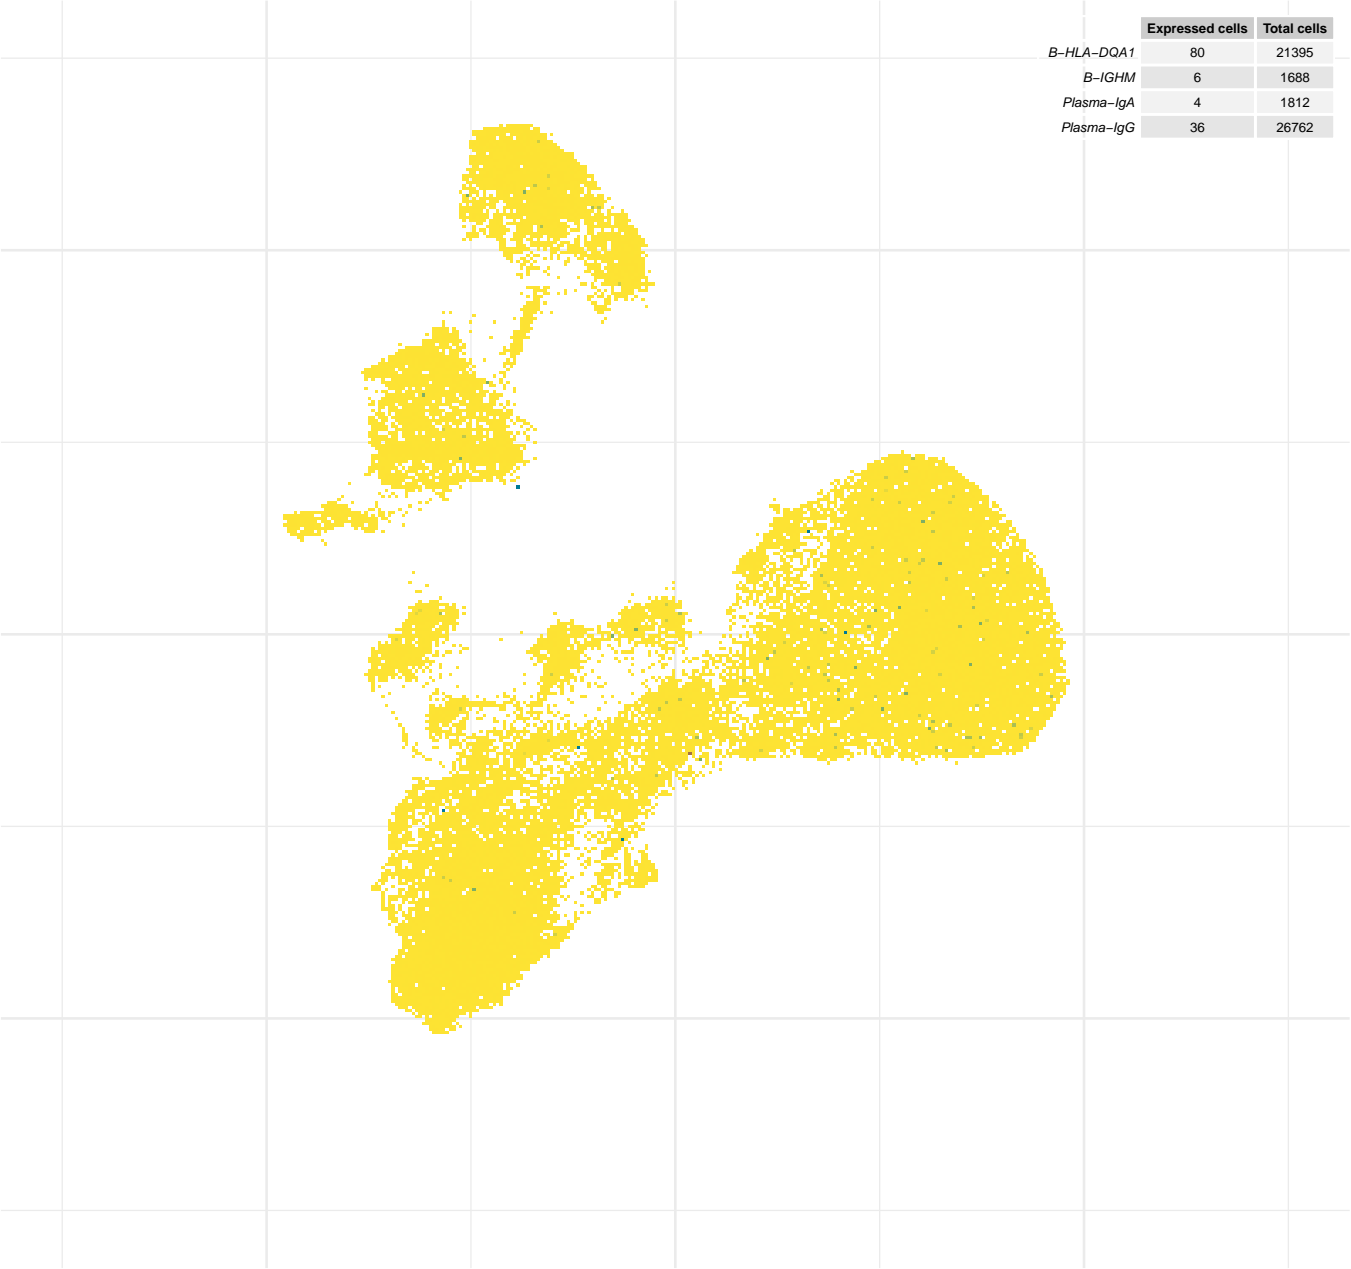 Expressed cells Total cells
B−HLA−DQA1 80 21395
B−IGHM 6 1688
Plasma−IgA 4 1812
Plasma−IgG 36 26762